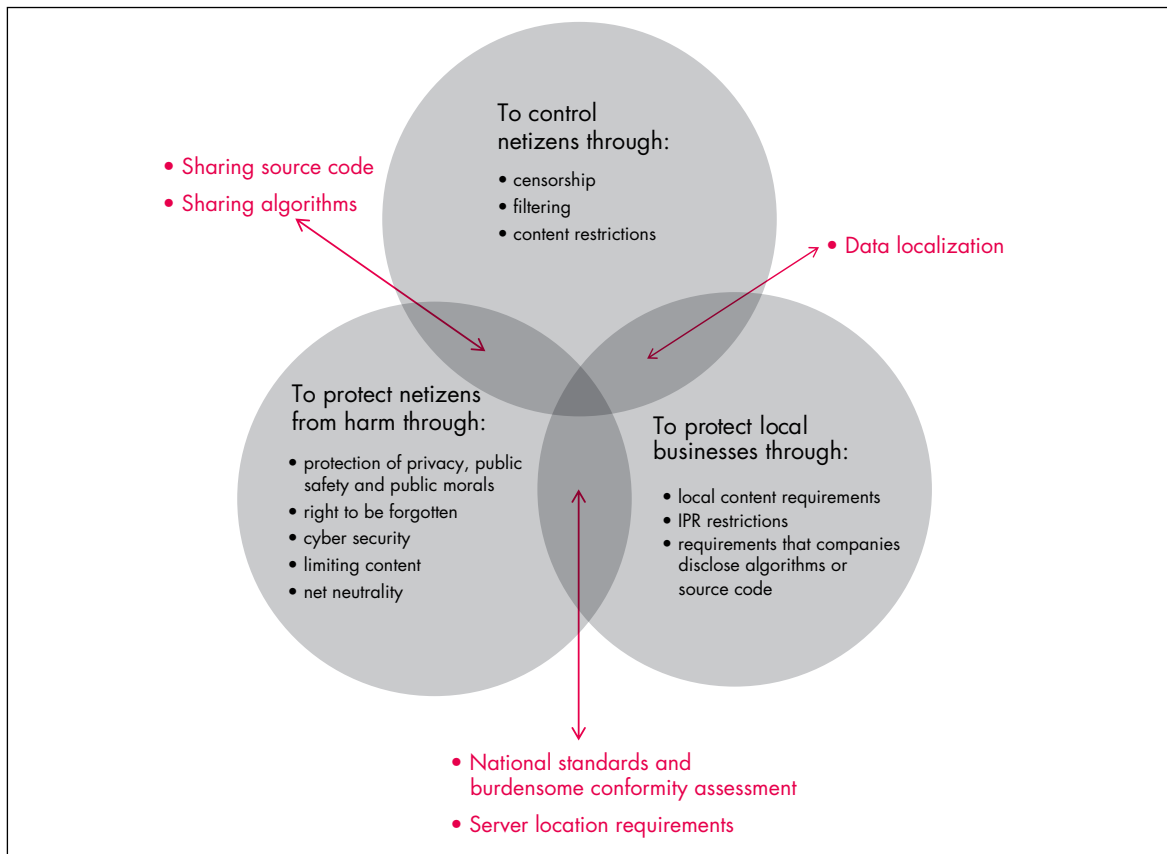 To control
netizens through:
• censorship
• filtering
• content restrictions
• Sharing source code
• Sharing algorithms
• Data localization
To protect netizens
from harm through:
• protection of privacy, public
safety and public morals
• right to be forgotten
• cyber security
• limiting content
• net neutrality
To protect local
businesses through:
• local content requirements
• IPR restrictions
• requirements that companies
disclose algorithms or
source code
• National standards and
burdensome conformity assessment
• Server location requirements